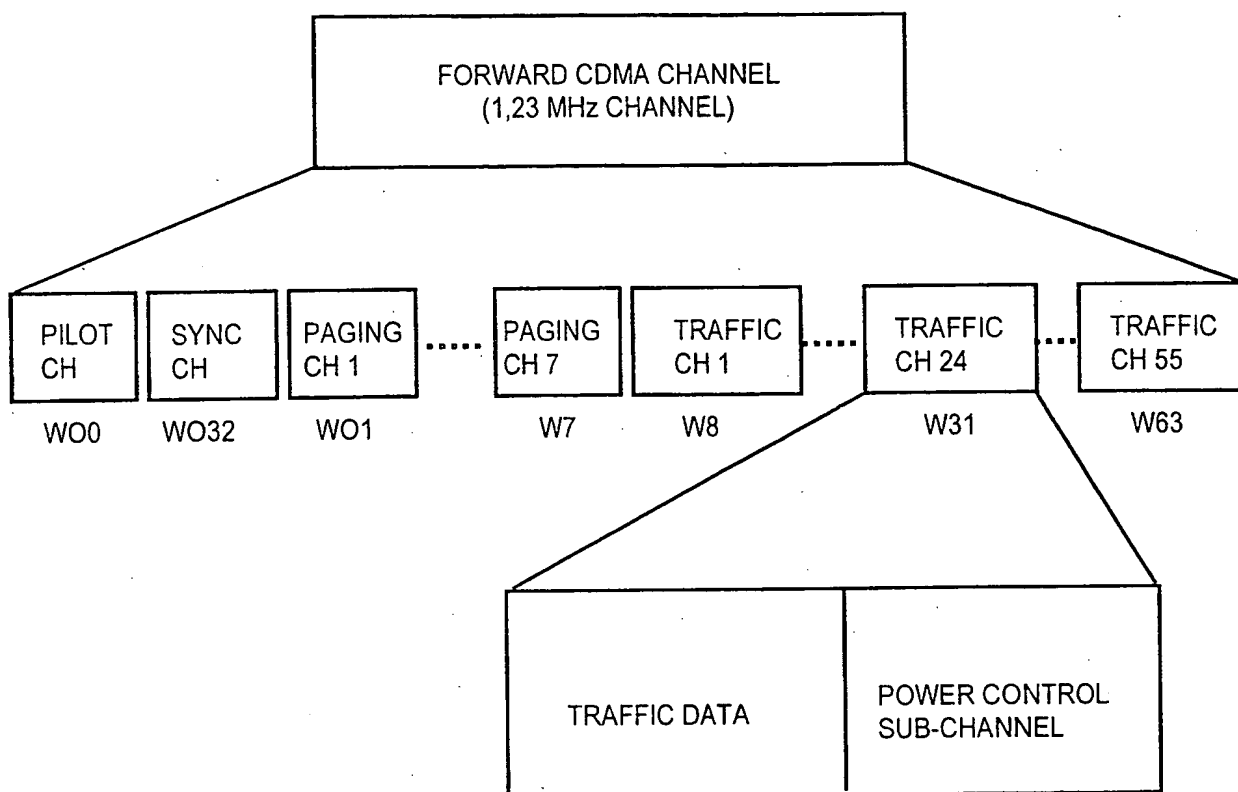 FORWARD CDMA CHANNEL
(1,23 MHz CHANNEL)
PILOT
CH
SYNC
CH
PAGING
CH 1
PAGING
CH 7
TRAFFIC
CH 1
TRAFFIC
CH 24
TRAFFIC
CH 55
WO0
WO32
WO1
W7
W8
W31
W63
TRAFFIC DATA
POWER CONTROL
SUB-CHANNEL